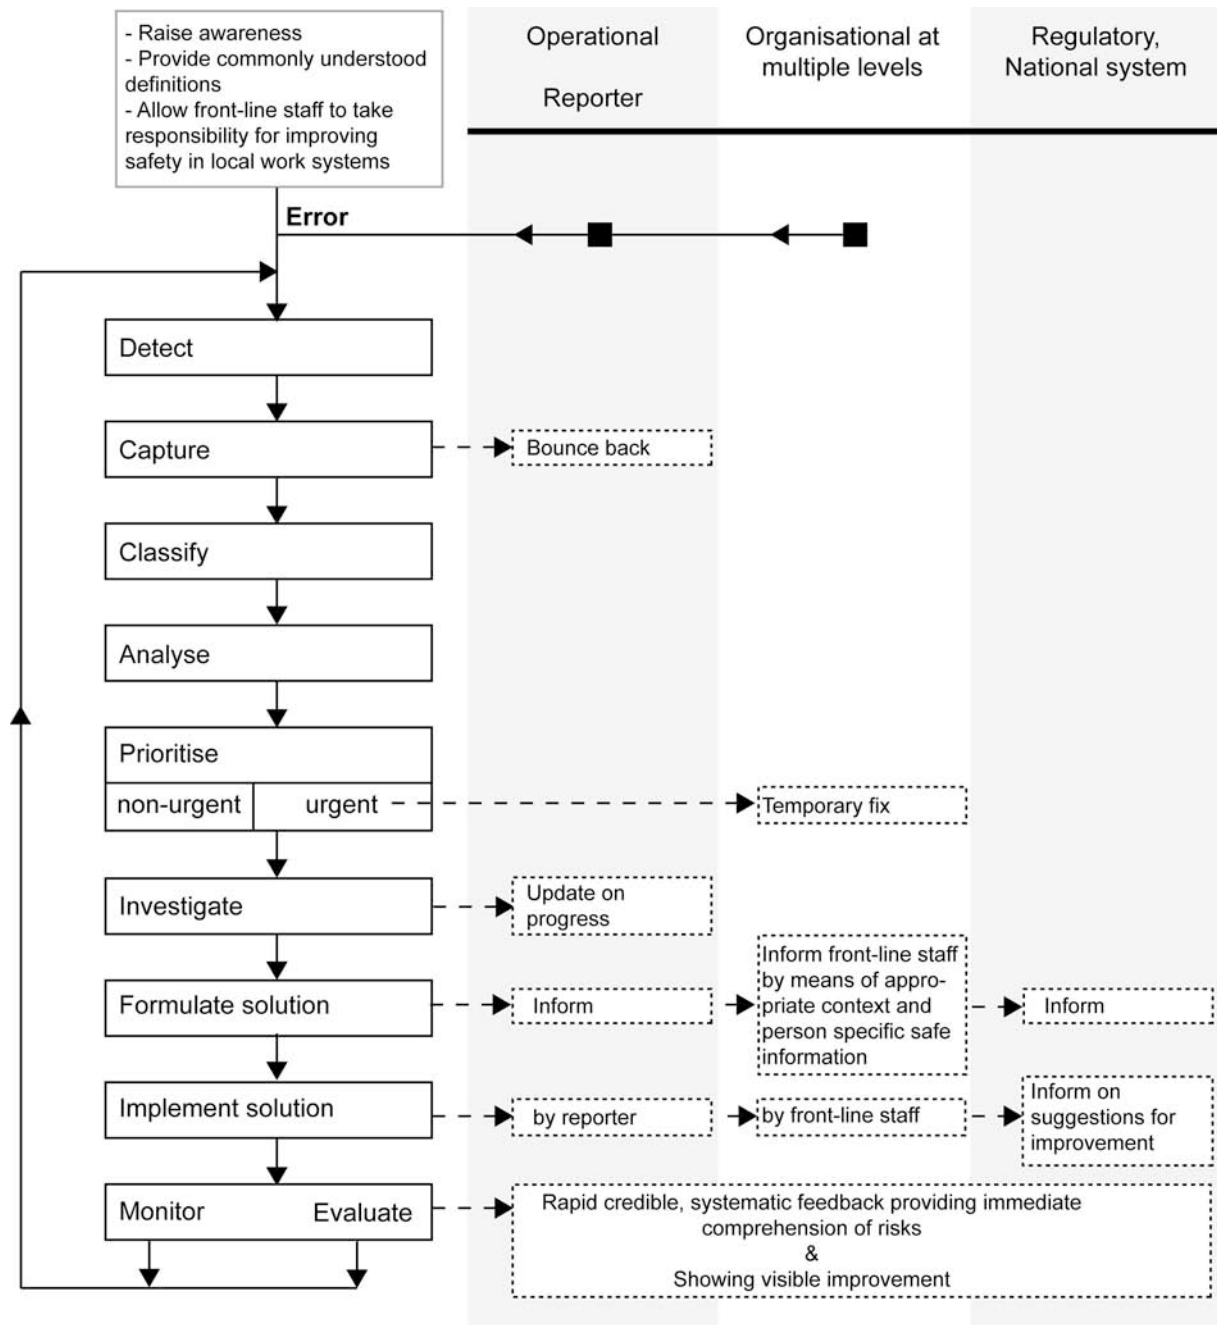 - Raise awareness
- Provide commonly understood
definitions
- Allow front-line staff to take
responsibility for improving
safety in local work systems
Operational
Reporter
Organisational at
multiple levels
Regulatory,
National system
Error
Detect
Capture
Bounce back
Classify
Analyse
Prioritise
non-urgent
urgent
Temporary fix
Investigate
Update on
progress
Formulate solution
Inform
Inform front-line staff
by means of appro-
priate context and
person specific safe
information
Inform
Implement solution
by reporter
by front-line staff
Inform on
suggestions for
improvement
Monitor
Evaluate
Rapid credible, systematic feedback providing immediate
comprehension of risks
&
Showing visible improvement